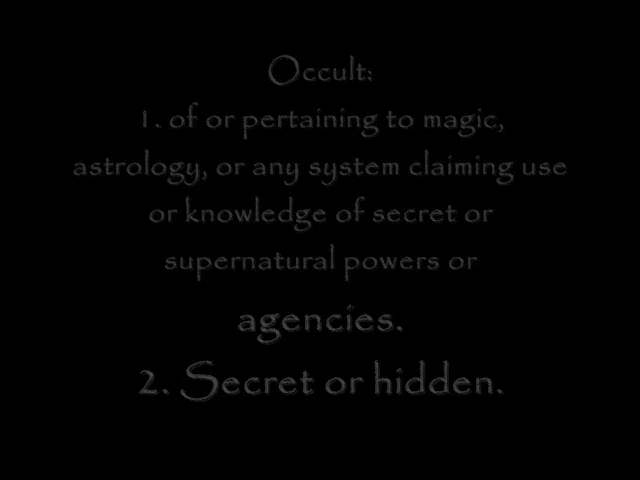 Occult:
1. of or pertaining to magic,
astrology, or any system claiming use
or knowledge of secret or
supernatural powers or
agencies.
2. Secret or hidden.